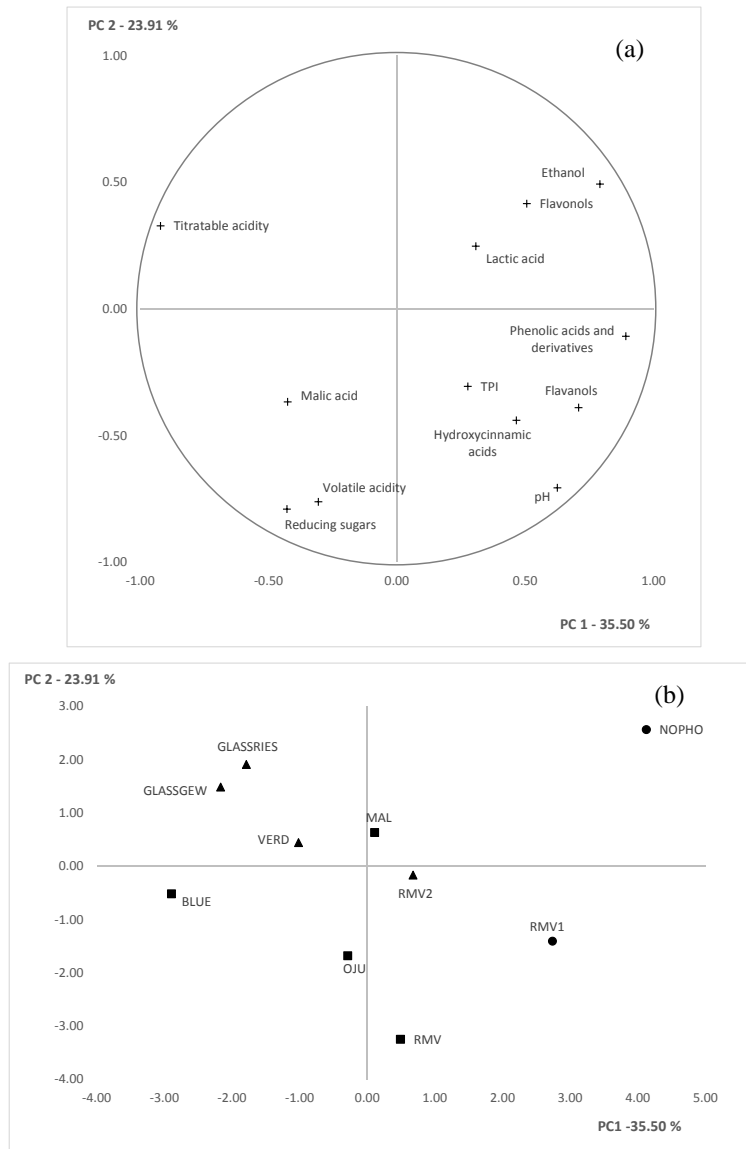 PC 2 - 23.91 %
(a)
1.00
Ethanol
0.50
Flavonols
Titratable acidity
Lactic acid
0.00
Phenolic acids and
derivatives
TPI
Flavanols
Malic acid
Hydroxycinnamic
acids
-0.50
Volatile acidity
pH
Reducing sugars
-1.00
-1.00 -0.50 0.00 0.50 1.00
PC 1 - 35.50 %
PC 2 - 23.91 %
(b)
3.00
NOPHO
GLASSRIES
2.00
GLASSGEW
MAL
1.00
VERD
0.00
RMV2
BLUE
RMV1
-1.00
OJU
-2.00
-3.00
RMV
-4.00
-4.00 -3.00 -2.00 -1.00 0.00 1.00 2.00 3.00 4.00 5.00
PC1 -35.50 %